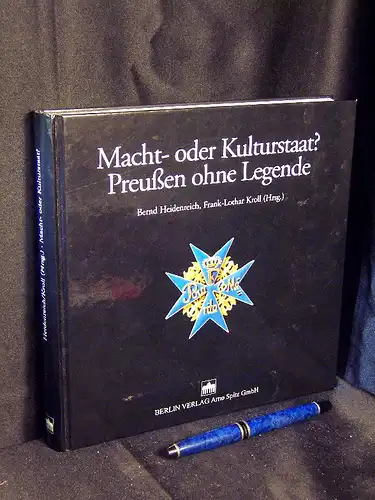 Macht- oder Kulturstaat?
Preußen ohne Legende
Bernd Heidenreich, Frank-Lothar Kroll (Hrsg.)
BERLIN VERLAG Arno Spitz GmbH
Heidenreich/Kroll (Hrsg.) · Macht- oder Kulturstaat?